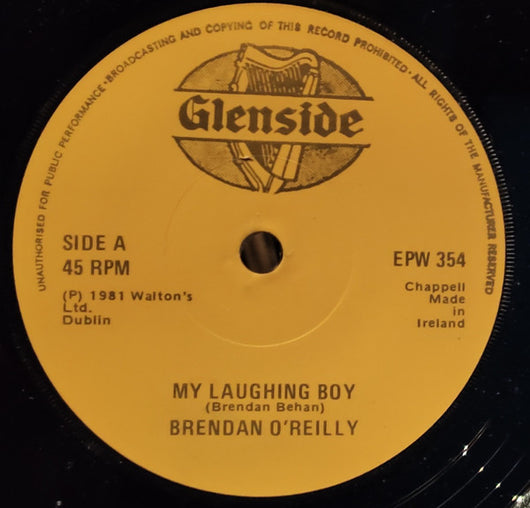 UNAUTHORISED FOR PUBLIC PERFORMANCE · BROADCASTING AND COPYING OF THIS RECORD PROHIBITED · ALL RIGHTS OF THE MANUFACTURER RESERVED
Glenside
SIDE A
45 RPM
EPW 354
(P) 1981 Walton's
Ltd.
Dublin
Chappell
Made
in
Ireland
MY LAUGHING BOY
(Brendan Behan)
BRENDAN O'REILLY